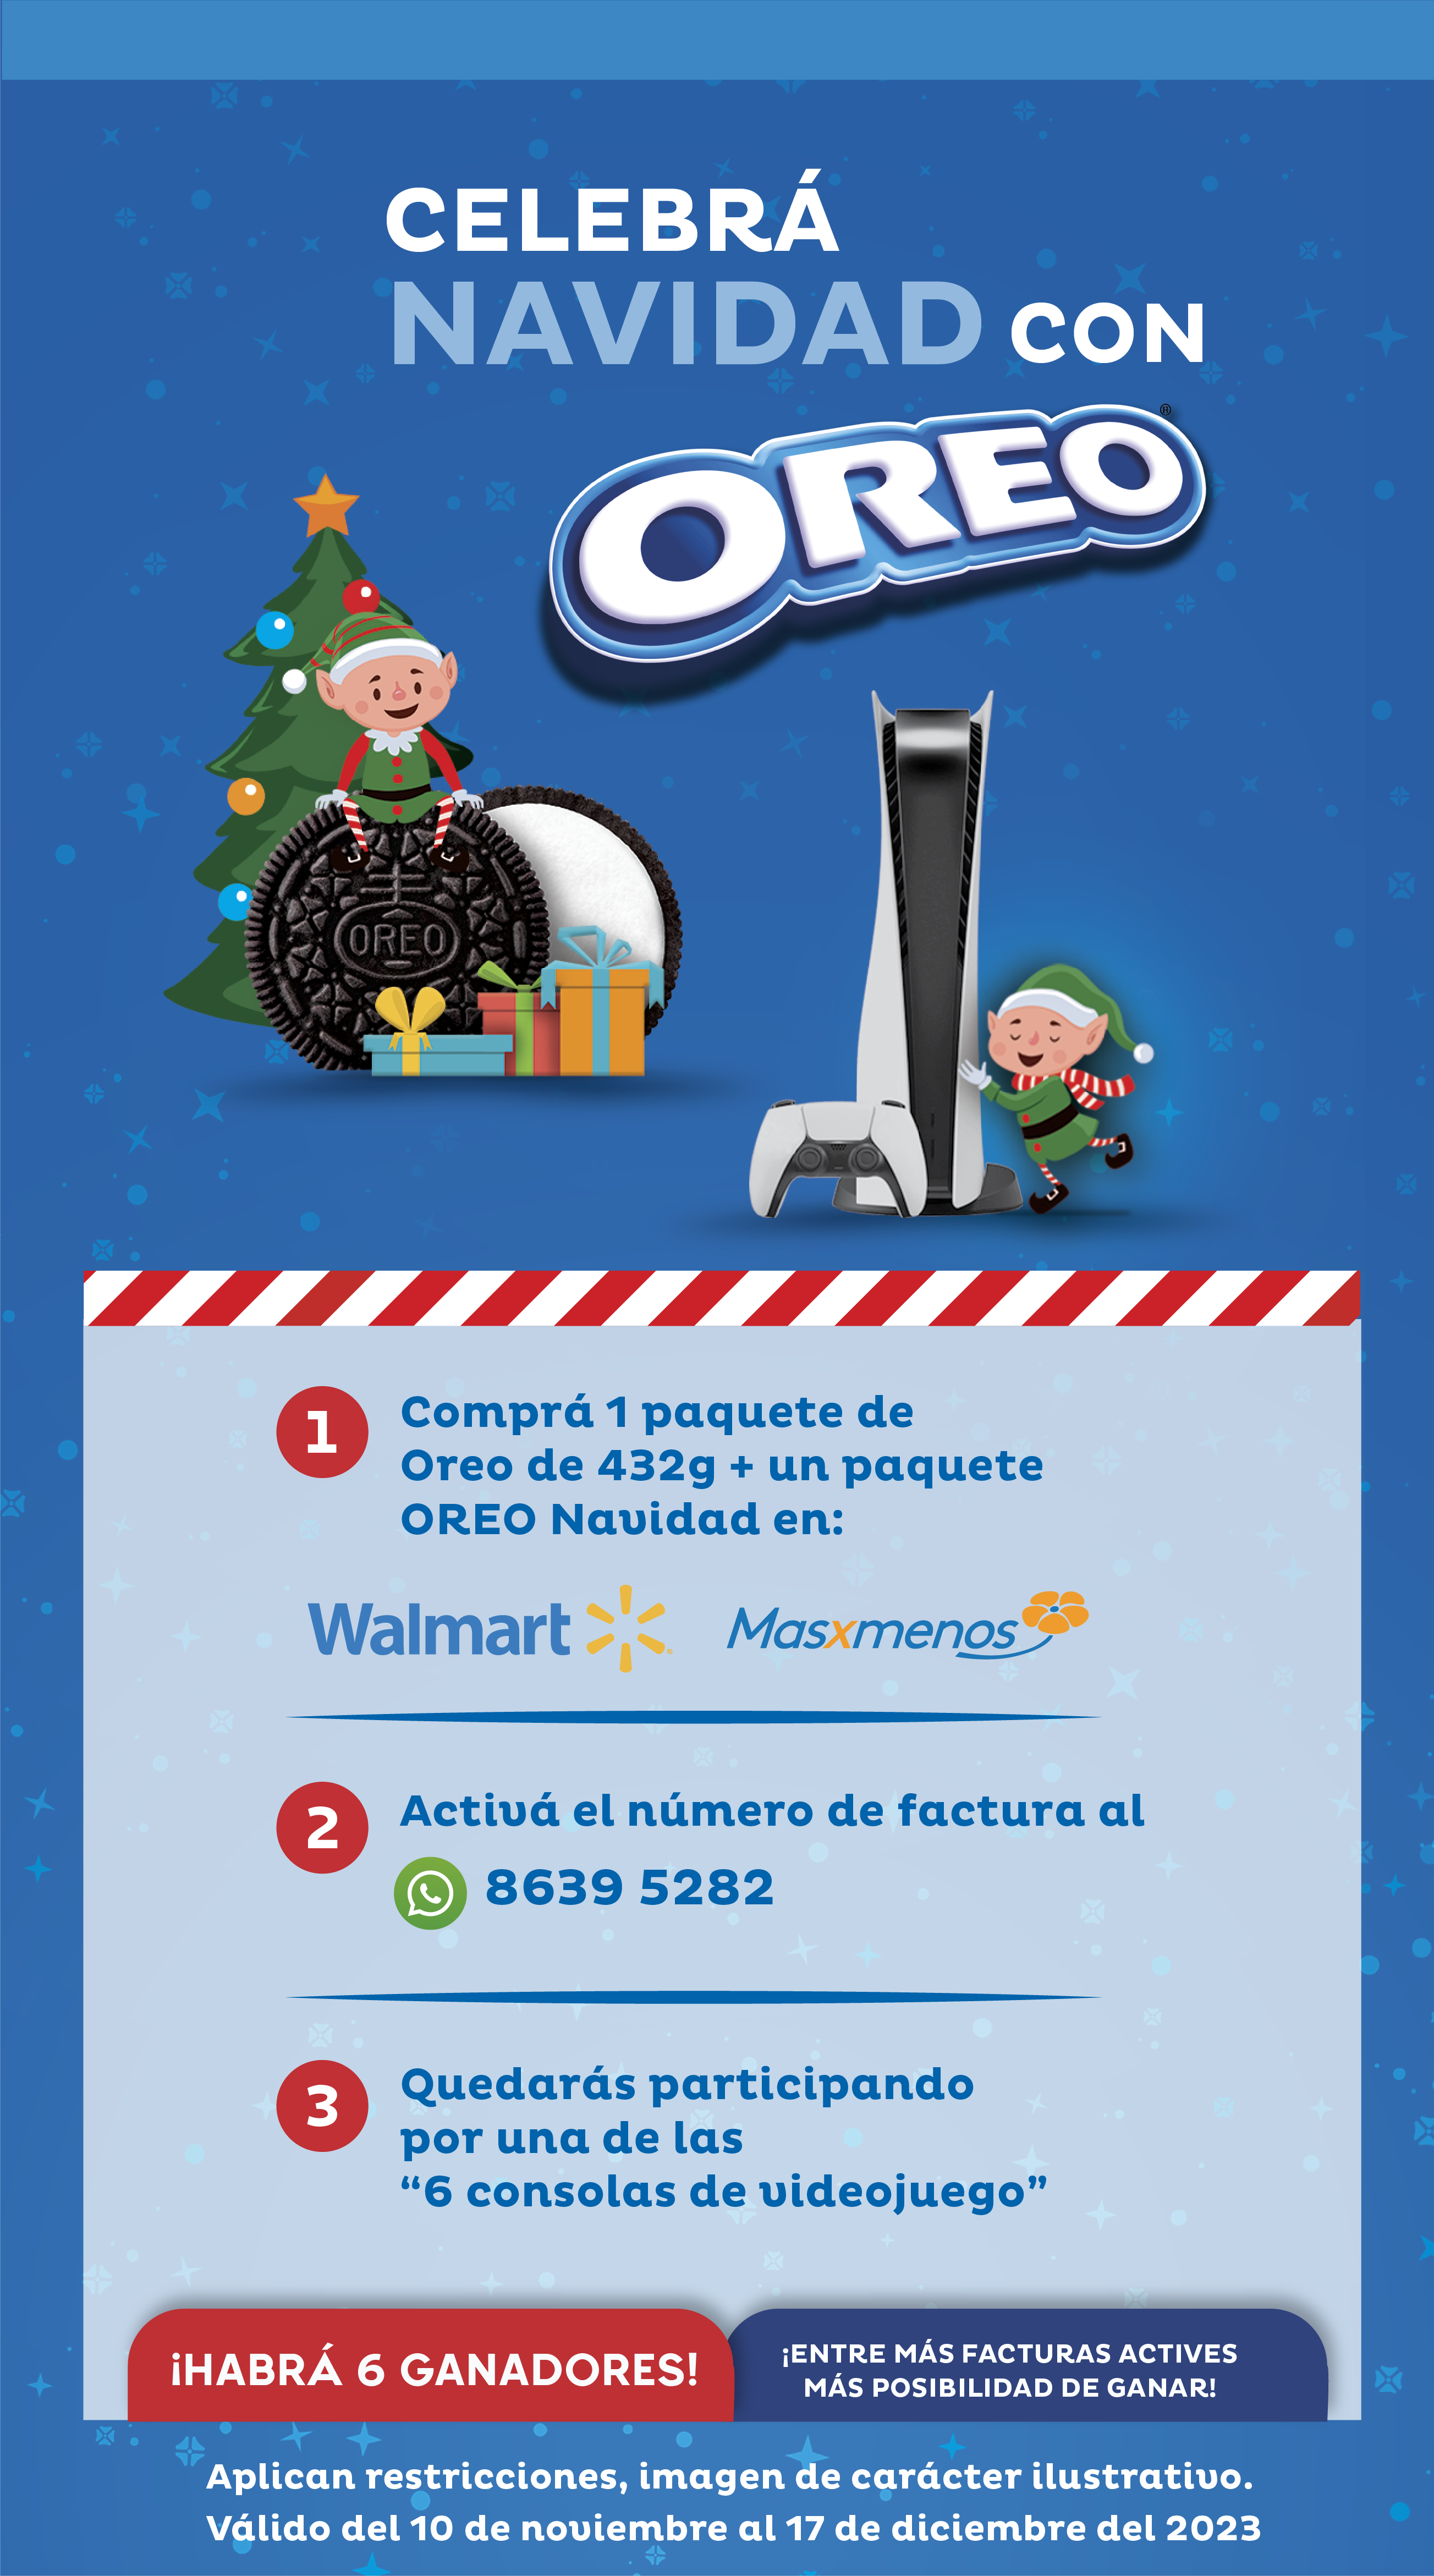 CELEBRÁ
NAVIDAD CON
OREO®
OREO
1
Comprá 1 paquete de
Oreo de 432g + un paquete
OREO Navidad en:
Walmart
Masxmenos
2
Activá el número de factura al
8639 5282
3
Quedarás participando
por una de las
“6 consolas de videojuego”
¡HABRÁ 6 GANADORES!
¡ENTRE MÁS FACTURAS ACTIVES
MÁS POSIBILIDAD DE GANAR!
Aplican restricciones, imagen de carácter ilustrativo.
Válido del 10 de noviembre al 17 de diciembre del 2023